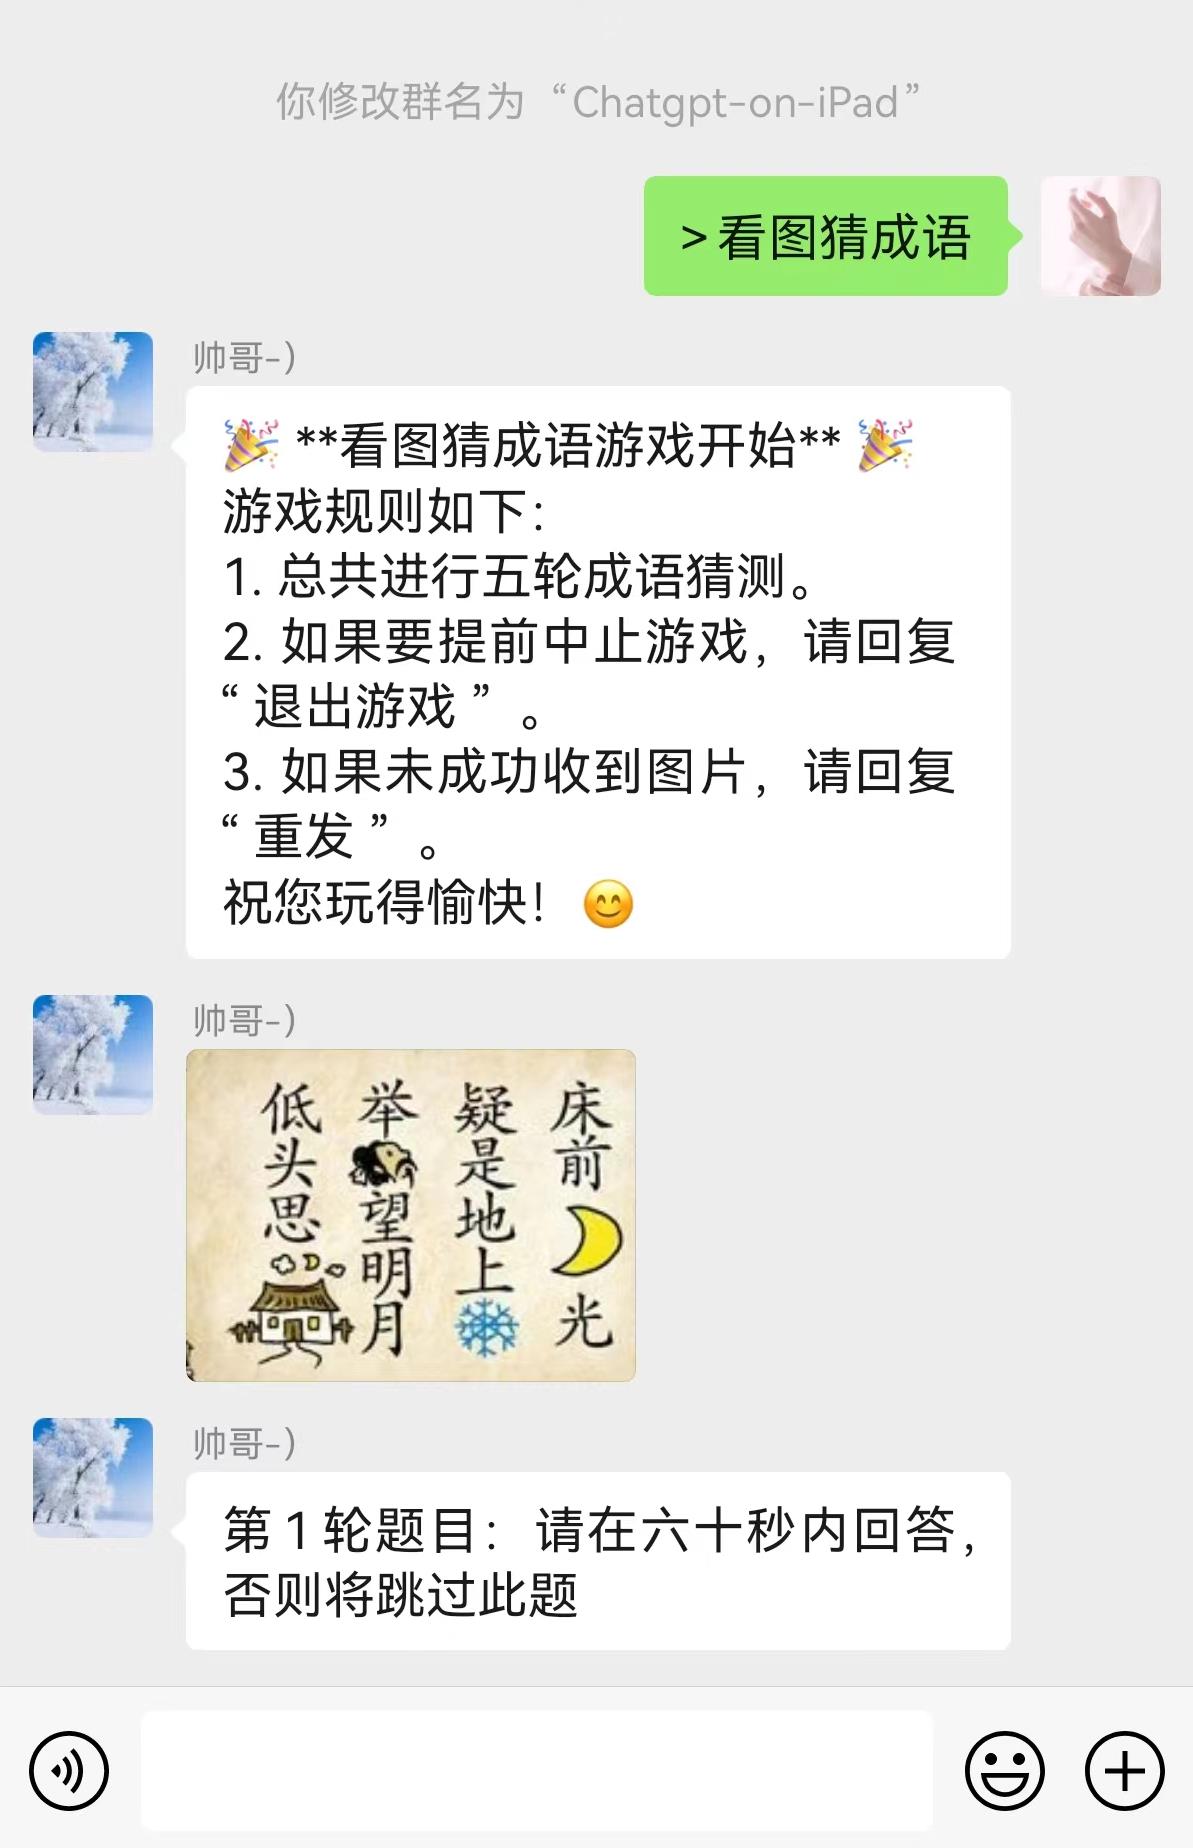 你修改群名为“Chatgpt-on-iPad”
>看图猜成语
帅哥-)
**看图猜成语游戏开始**
游戏规则如下：
1. 总共进行五轮成语猜测。
2. 如果要提前中止游戏，请回复
“退出游戏”。
3. 如果未成功收到图片，请回复
“重发”。
祝您玩得愉快！😊
帅哥-)
床前光
疑是地上
举望明月
低头思
帅哥-)
第1轮题目：请在六十秒内回答，
否则将跳过此题